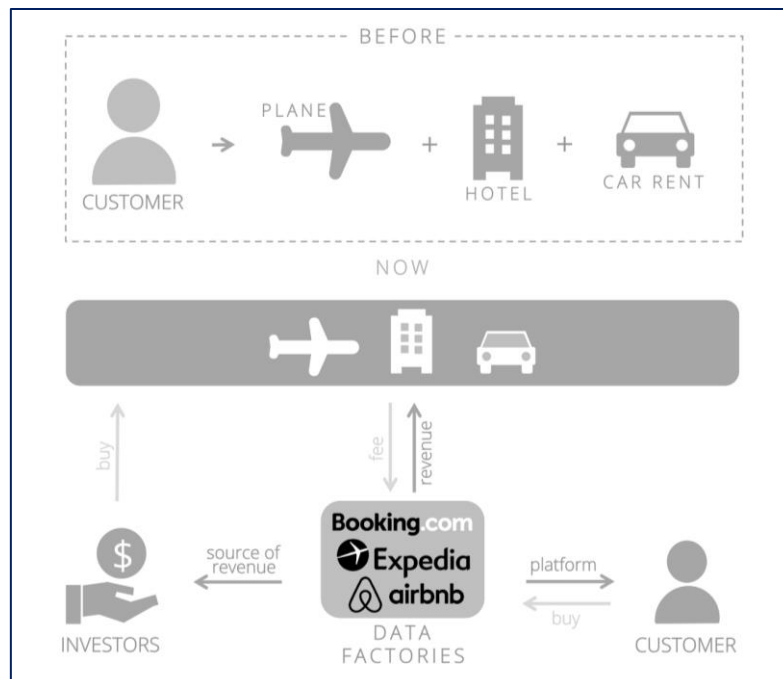 BEFORE
PLANE
CUSTOMER
HOTEL
CAR RENT
NOW
buy
fee
revenue
Booking.com
Expedia
airbnb
$
source of
revenue
platform
buy
INVESTORS
DATA
FACTORIES
CUSTOMER